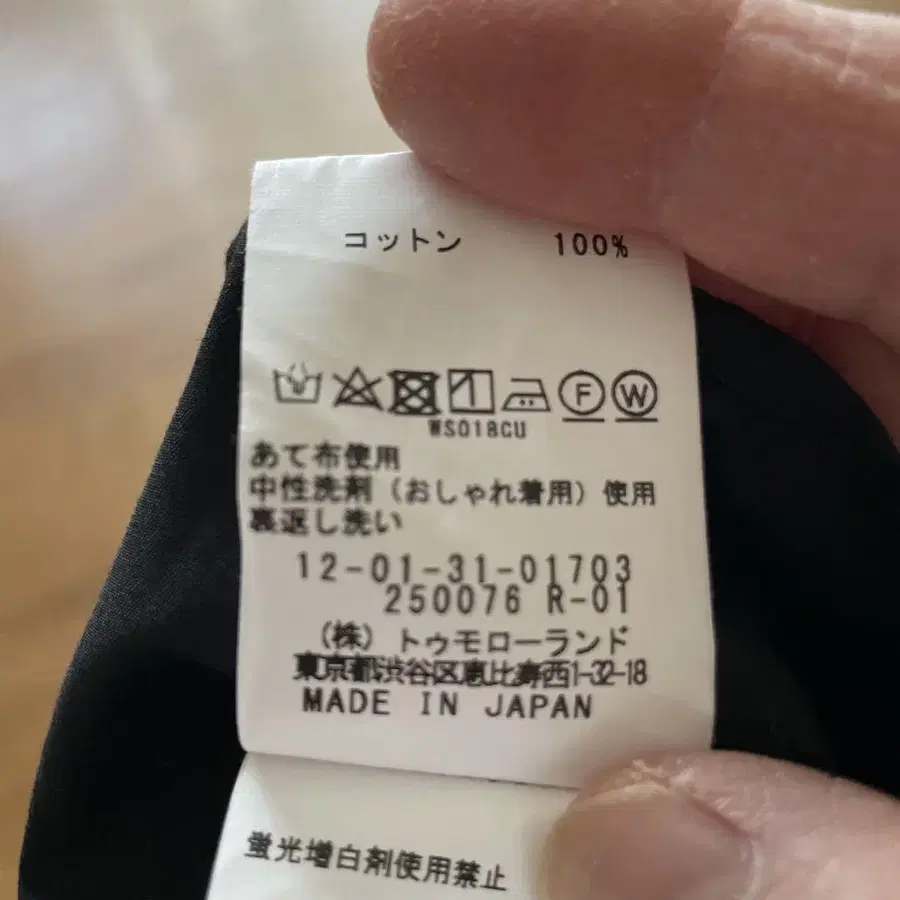 コットン 100%
F W
WS018CU
あて布使用
中性洗剤（おしゃれ着用）使用
裏返し洗い
12-01-31-01703
250076 R-01
（株）トゥモローランド
東京都渋谷区恵比寿西1-32-18
MADE IN JAPAN
蛍光増白剤使用禁止